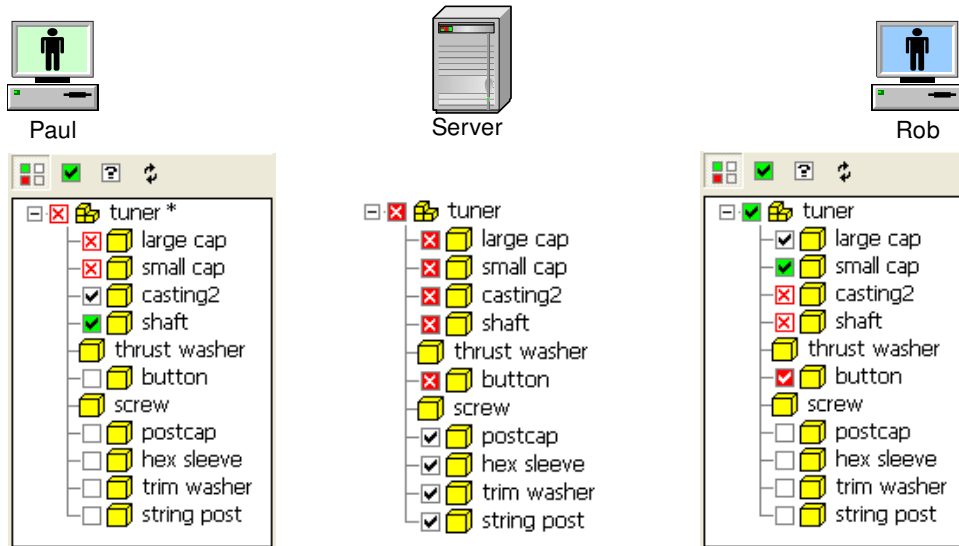 Paul
Server
Rob
tuner *
large cap
small cap
casting2
shaft
thrust washer
button
screw
postcap
hex sleeve
trim washer
string post
tuner
large cap
small cap
casting2
shaft
thrust washer
button
screw
postcap
hex sleeve
trim washer
string post
tuner
large cap
small cap
casting2
shaft
thrust washer
button
screw
postcap
hex sleeve
trim washer
string post